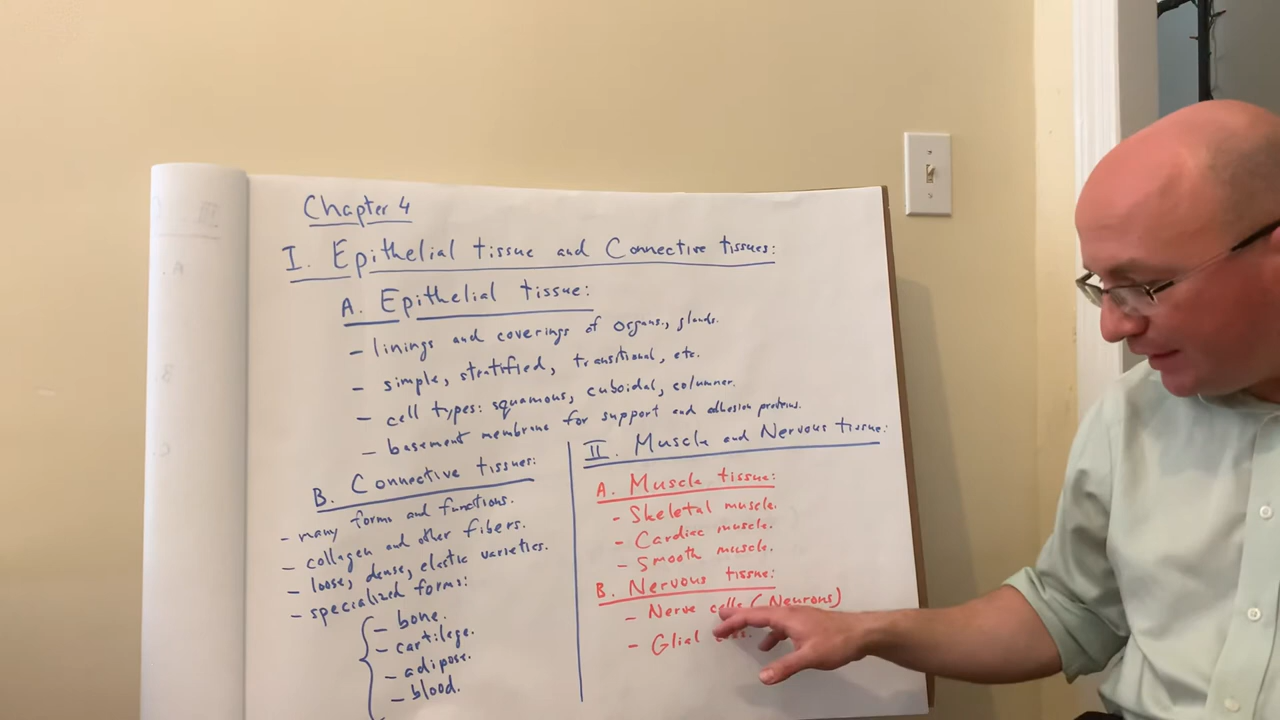 Chapter 4
I. Epithelial tissue and Connective tissues:
A. Epithelial tissue:
- linings and coverings of organs., glands.
- simple, stratified, transitional, etc.
- cell types: squamous, cuboidal, columner.
- basement membrane for support and adhesion proteins.
B. Connective tissues:
- many forms and functions.
- collagen and other fibers.
- loose, dense, elastic varieties.
- specialized forms:
- bone.
- cartilage.
- adipose.
- blood.
II. Muscle and Nervous tissue:
A. Muscle tissue:
- Skeletal muscle.
- Cardiac muscle.
- Smooth muscle.
B. Nervous tissue:
- Nerve cells (Neurons)
- Glial